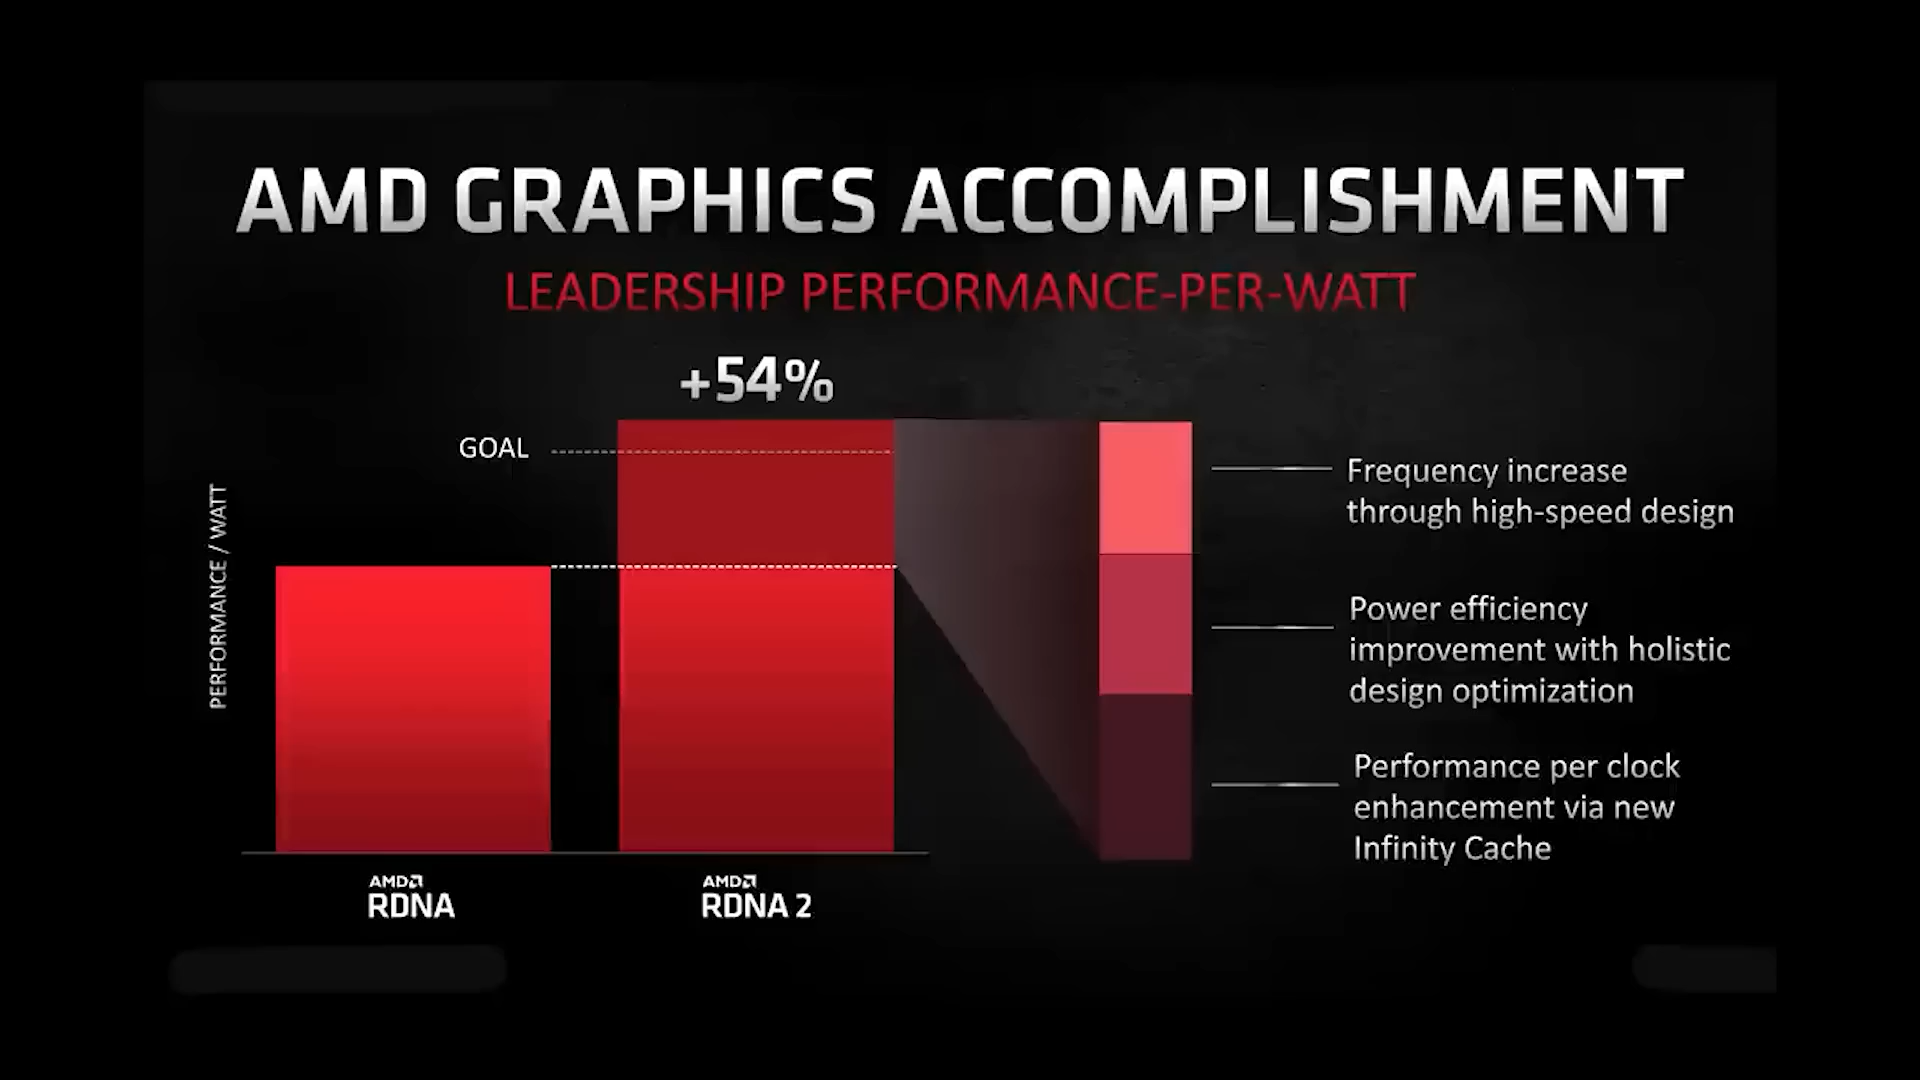 AMD GRAPHICS ACCOMPLISHMENT
LEADERSHIP PERFORMANCE-PER-WATT
+54%
GOAL
PERFORMANCE / WATT
Frequency increase
through high-speed design
Power efficiency
improvement with holistic
design optimization
Performance per clock
enhancement via new
Infinity Cache
AMD
RDNA
AMD
RDNA 2